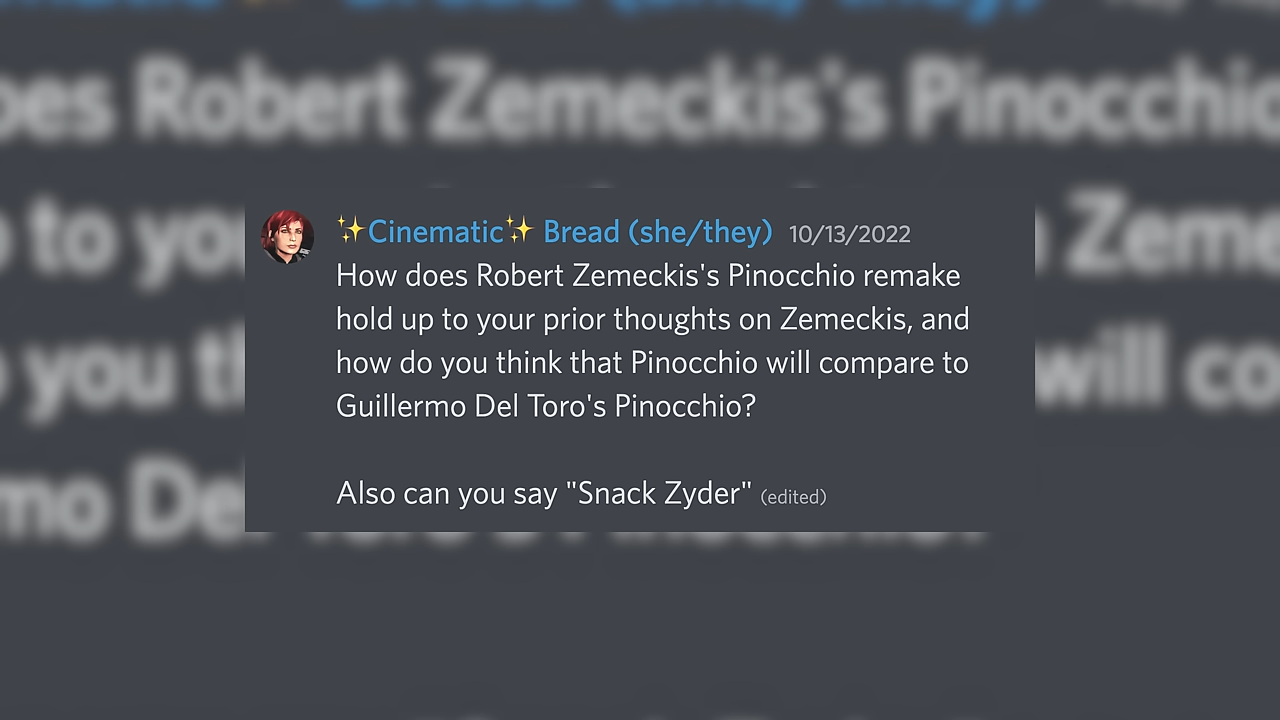 ✨Cinematic✨ Bread (she/they) 10/13/2022
How does Robert Zemeckis's Pinocchio remake
hold up to your prior thoughts on Zemeckis, and
how do you think that Pinocchio will compare to
Guillermo Del Toro's Pinocchio?
Also can you say "Snack Zyder" (edited)